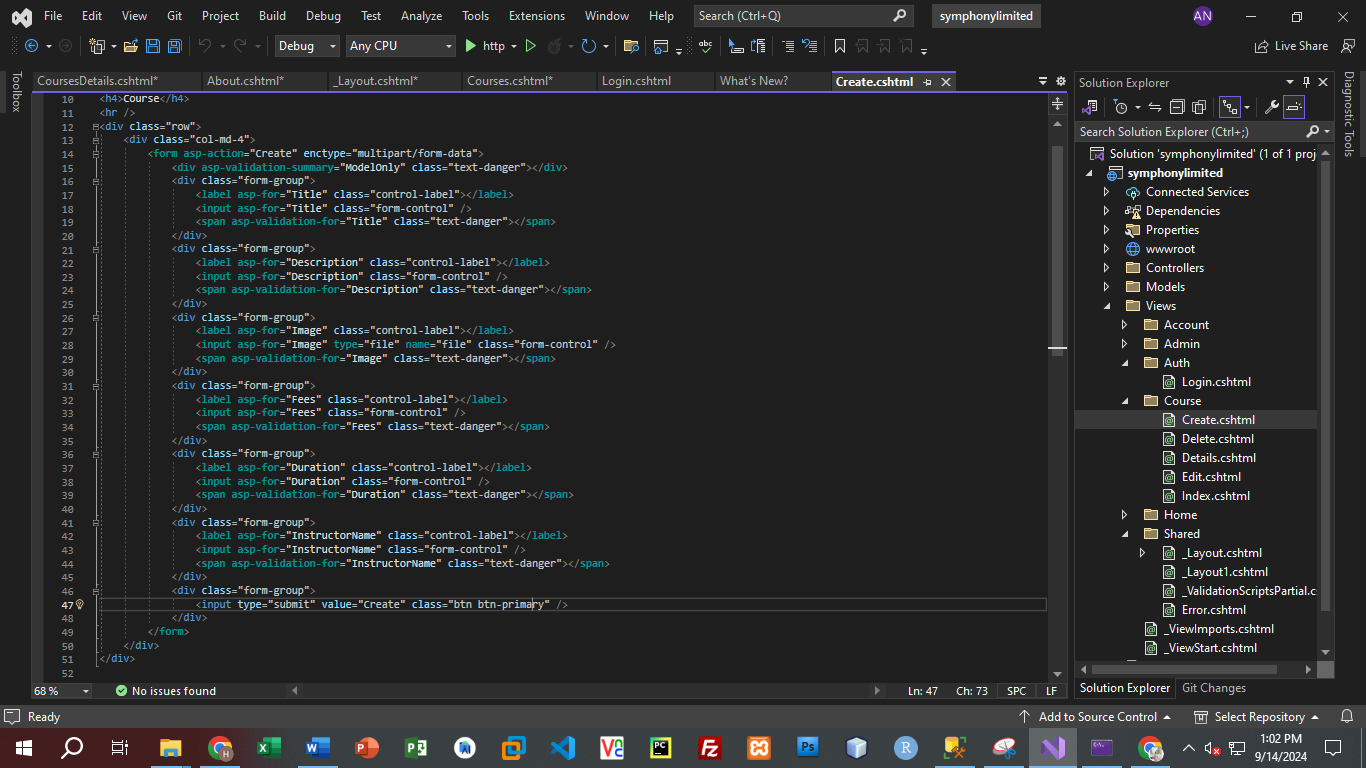 File Edit View Git Project Build Debug Test Analyze Tools Extensions Window Help Search (Ctrl+Q) symphonylimited AN
Debug Any CPU http Live Share
CoursesDetails.cshtml* About.cshtml* _Layout.cshtml* Courses.cshtml* Login.cshtml What's New? Create.cshtml
Toolbox
10 <h4>Course</h4>
11 <hr />
12 <div class="row">
13 <div class="col-md-4">
14 <form asp-action="Create" enctype="multipart/form-data">
15 <div asp-validation-summary="ModelOnly" class="text-danger"></div>
16 <div class="form-group">
17 <label asp-for="Title" class="control-label"></label>
18 <input asp-for="Title" class="form-control" />
19 <span asp-validation-for="Title" class="text-danger"></span>
20 </div>
21 <div class="form-group">
22 <label asp-for="Description" class="control-label"></label>
23 <input asp-for="Description" class="form-control" />
24 <span asp-validation-for="Description" class="text-danger"></span>
25 </div>
26 <div class="form-group">
27 <label asp-for="Image" class="control-label"></label>
28 <input asp-for="Image" type="file" name="file" class="form-control" />
29 <span asp-validation-for="Image" class="text-danger"></span>
30 </div>
31 <div class="form-group">
32 <label asp-for="Fees" class="control-label"></label>
33 <input asp-for="Fees" class="form-control" />
34 <span asp-validation-for="Fees" class="text-danger"></span>
35 </div>
36 <div class="form-group">
37 <label asp-for="Duration" class="control-label"></label>
38 <input asp-for="Duration" class="form-control" />
39 <span asp-validation-for="Duration" class="text-danger"></span>
40 </div>
41 <div class="form-group">
42 <label asp-for="InstructorName" class="control-label"></label>
43 <input asp-for="InstructorName" class="form-control" />
44 <span asp-validation-for="InstructorName" class="text-danger"></span>
45 </div>
46 <div class="form-group">
47 <input type="submit" value="Create" class="btn btn-primary" />
48 </div>
49 </form>
50 </div>
51 </div>
52
68 % No issues found Ln: 47 Ch: 73 SPC LF
Solution Explorer
Search Solution Explorer (Ctrl+;)
Solution 'symphonylimited' (1 of 1 proj
symphonylimited
Connected Services
Dependencies
Properties
wwwroot
Controllers
Models
Views
Account
Admin
Auth
Login.cshtml
Course
Create.cshtml
Delete.cshtml
Details.cshtml
Edit.cshtml
Index.cshtml
Home
Shared
_Layout.cshtml
_Layout1.cshtml
_ValidationScriptsPartial.cs
Error.cshtml
_ViewImports.cshtml
_ViewStart.cshtml
Solution Explorer Git Changes
Diagnostic Tools
Ready Add to Source Control Select Repository
1:02 PM
9/14/2024